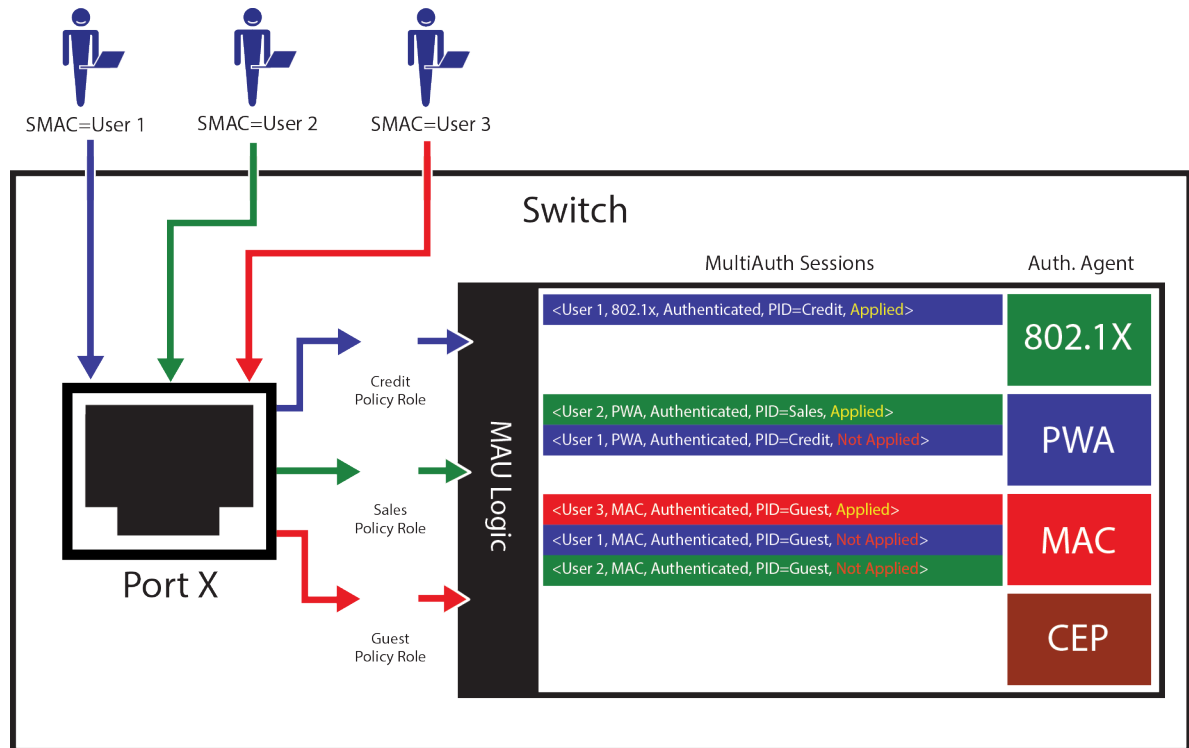 SMAC=User 1
SMAC=User 2
SMAC=User 3
Switch
MultiAuth Sessions
Auth. Agent
<User 1, 802.1x, Authenticated, PID=Credit, Applied>
802.1X
Credit
Policy Role
<User 2, PWA, Authenticated, PID=Sales, Applied>
<User 1, PWA, Authenticated, PID=Credit, Not Applied>
PWA
MAU Logic
Sales
Policy Role
<User 3, MAC, Authenticated, PID=Guest, Applied>
<User 1, MAC, Authenticated, PID=Guest, Not Applied>
<User 2, MAC, Authenticated, PID=Guest, Not Applied>
MAC
Port X
Guest
Policy Role
CEP